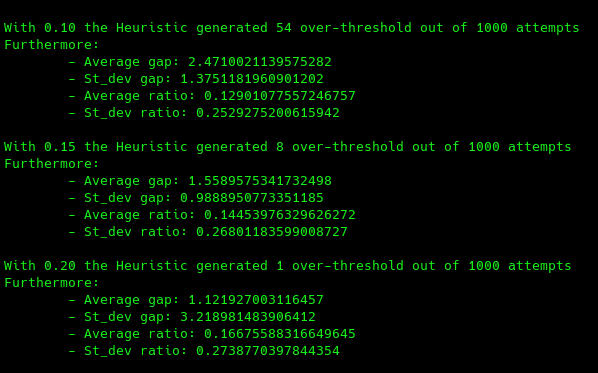 With 0.10 the Heuristic generated 54 over-threshold out of 1000 attempts
Furthermore:
- Average gap: 2.4710021139575282
- St_dev gap: 1.3751181960901202
- Average ratio: 0.12901077557246757
- St_dev ratio: 0.2529275200615942
With 0.15 the Heuristic generated 8 over-threshold out of 1000 attempts
Furthermore:
- Average gap: 1.5589575341732498
- St_dev gap: 0.9888950773351185
- Average ratio: 0.14453976329626272
- St_dev ratio: 0.26801183599008727
With 0.20 the Heuristic generated 1 over-threshold out of 1000 attempts
Furthermore:
- Average gap: 1.121927003116457
- St_dev gap: 3.218981483906412
- Average ratio: 0.16675588316649645
- St_dev ratio: 0.2738770397844354